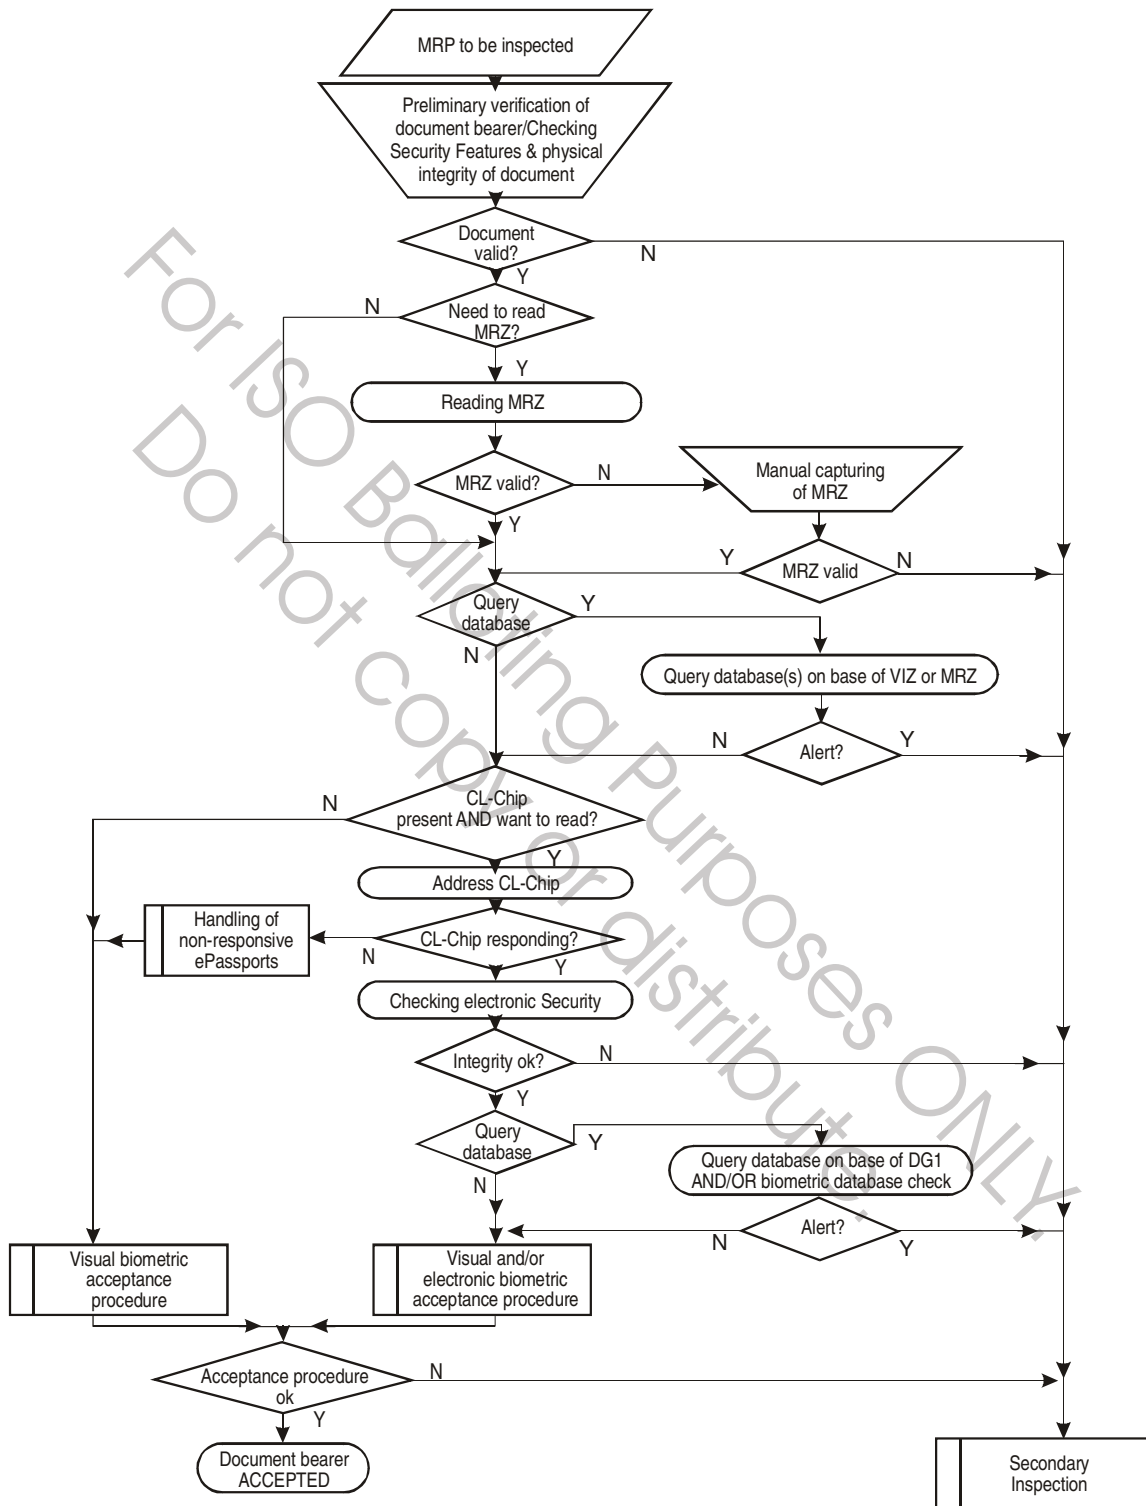 MRP to be inspected
Preliminary verification of
document bearer/Checking
Security Features & physical
integrity of document
Document
valid?
N
Y
Need to read
MRZ?
N
Y
Reading MRZ
MRZ valid?
N
Y
Manual capturing
of MRZ
MRZ valid
Y
N
Query
database
Y
N
Query database(s) on base of VIZ or MRZ
Alert?
N
Y
CL-Chip
present AND want to read?
N
Y
Address CL-Chip
CL-Chip responding?
N
Y
Handling of
non-responsive
ePassports
Checking electronic Security
Integrity ok?
N
Y
Query
database
Y
N
Query database on base of DG1
AND/OR biometric database check
Alert?
N
Y
Visual biometric
acceptance
procedure
Visual and/or
electronic biometric
acceptance procedure
Acceptance procedure
ok
N
Y
Document bearer
ACCEPTED
Secondary
Inspection
For ISO Balloting Purposes ONLY.
Do not copy or distribute.